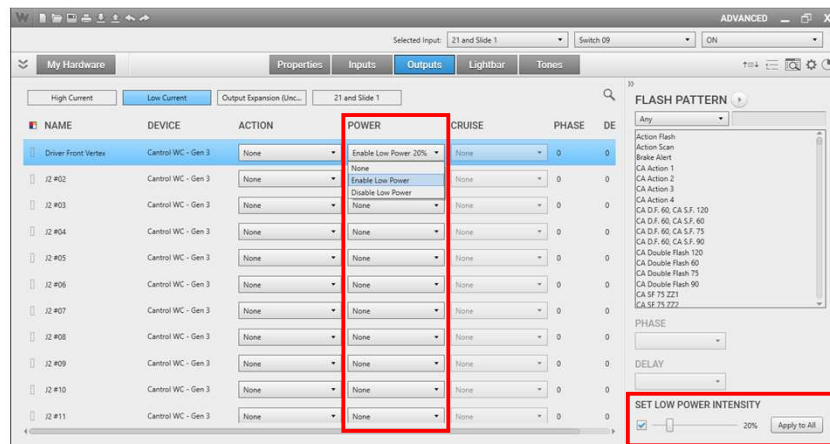 W ADVANCED X
Selected Input: 21 and Slide 1 Switch 09 ON
My Hardware Properties Inputs Outputs Lightbar Tones
High Current Low Current Output Expansion (Unc... 21 and Slide 1
NAME DEVICE ACTION POWER CRUISE PHASE DE
Driver Front Vertex Cantrol WC - Gen 3 None Enable Low Power 20% None 0 0
None
Enable Low Power
Disable Low Power
J2 #02 Cantrol WC - Gen 3 None None 0 0
J2 #03 Cantrol WC - Gen 3 None None None 0 0
J2 #04 Cantrol WC - Gen 3 None None None 0 0
J2 #05 Cantrol WC - Gen 3 None None None 0 0
J2 #06 Cantrol WC - Gen 3 None None None 0 0
J2 #07 Cantrol WC - Gen 3 None None None 0 0
J2 #08 Cantrol WC - Gen 3 None None None 0 0
J2 #09 Cantrol WC - Gen 3 None None None 0 0
J2 #10 Cantrol WC - Gen 3 None None None 0 0
J2 #11 Cantrol WC - Gen 3 None None None 0 0
FLASH PATTERN
Any
Action Flash
Action Scan
Brake Alert
CA Action 1
CA Action 2
CA Action 3
CA Action 4
CA D.F. 60, CA S.F. 120
CA D.F. 60, CA S.F. 60
CA D.F. 60, CA S.F. 75
CA D.F. 60, CA S.F. 90
CA Double Flash 120
CA Double Flash 60
CA Double Flash 75
CA Double Flash 90
CA SF 75 ZZ1
CA SF 75 ZZ2
PHASE
DELAY
SET LOW POWER INTENSITY
20% Apply to All